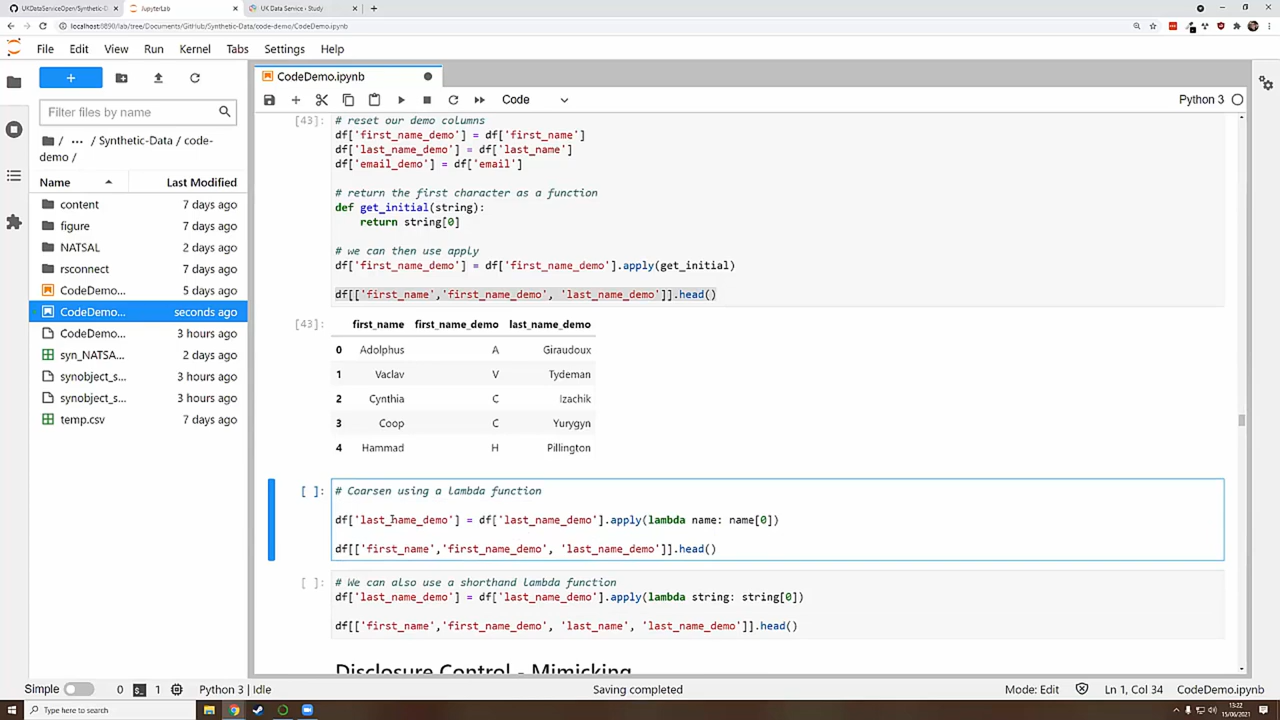 UKDataServiceOpen/Synthetic-D
JupyterLab
UK Data Service › Study
localhost:8890/lab/tree/Documents/GitHub/Synthetic-Data/code-demo/CodeDemo.ipynb
File Edit View Run Kernel Tabs Settings Help
CodeDemo.ipynb
Code
Python 3
Filter files by name
/ ... / Synthetic-Data / code-
demo /
Name Last Modified
content 7 days ago
figure 7 days ago
NATSAL 2 days ago
rsconnect 7 days ago
CodeDemo... 5 days ago
CodeDemo... seconds ago
CodeDemo... 3 hours ago
syn_NATSA... 2 days ago
synobject_s... 3 hours ago
synobject_s... 3 hours ago
temp.csv 7 days ago
[43]: # reset our demo columns
df['first_name_demo'] = df['first_name']
df['last_name_demo'] = df['last_name']
df['email_demo'] = df['email']
# return the first character as a function
def get_initial(string):
return string[0]
# we can then use apply
df['first_name_demo'] = df['first_name_demo'].apply(get_initial)
df[['first_name','first_name_demo', 'last_name_demo']].head()
[43]: first_name first_name_demo last_name_demo
0 Adolphus A Giraudoux
1 Vaclav V Tydeman
2 Cynthia C Izachik
3 Coop C Yurygyn
4 Hammad H Pillington
[ ]: # Coarsen using a lambda function
df['last_name_demo'] = df['last_name_demo'].apply(lambda name: name[0])
df[['first_name','first_name_demo', 'last_name_demo']].head()
[ ]: # We can also use a shorthand lambda function
df['last_name_demo'] = df['last_name_demo'].apply(lambda string: string[0])
df[['first_name','first_name_demo', 'last_name', 'last_name_demo']].head()
Disclosure Control - Mimicking
Simple 0 1 Python 3 | Idle Saving completed Mode: Edit Ln 1, Col 34 CodeDemo.ipynb
Type here to search
13:22
15/06/2021